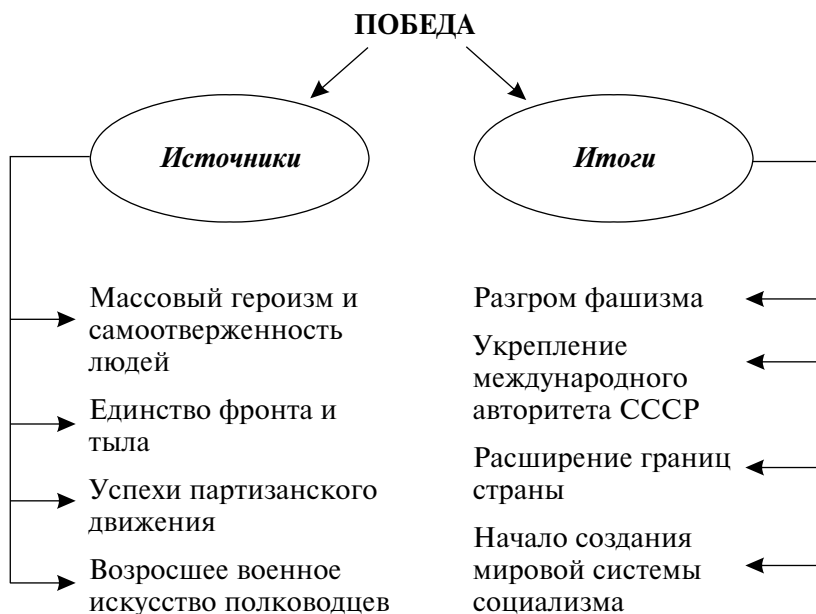 ПОБЕДА
Источники
Массовый героизм и
самоотверженность
людей
Единство фронта и
тыла
Успехи партизанского
движения
Возросшее военное
искусство полководцев
Итоги
Разгром фашизма
Укрепление
международного
авторитета СССР
Расширение границ
страны
Начало создания
мировой системы
социализма